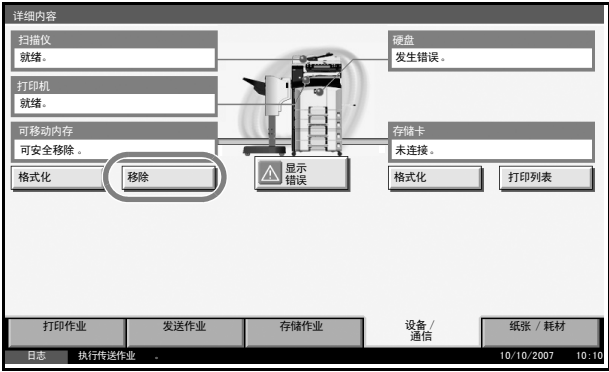 详细内容
扫描仪
就绪。
硬盘
发生错误。
打印机
就绪。
可移动内存
可安全移除。
存储卡
未连接。
格式化
移除
显示
错误
格式化
打印列表
打印作业
发送作业
存储作业
设备 /
通信
纸张 / 耗材
日志
执行传送作业 。
10/10/2007 10:10